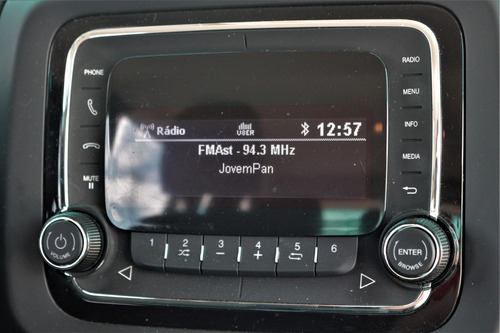 PHONE
MUTE
RADIO
MENU
INFO
MEDIA
Rádio USER 12:57
FMAst - 94.3 MHz
JovemPan
1 2 3 4 5 6
− +
VOLUME
ENTER
BROWSE